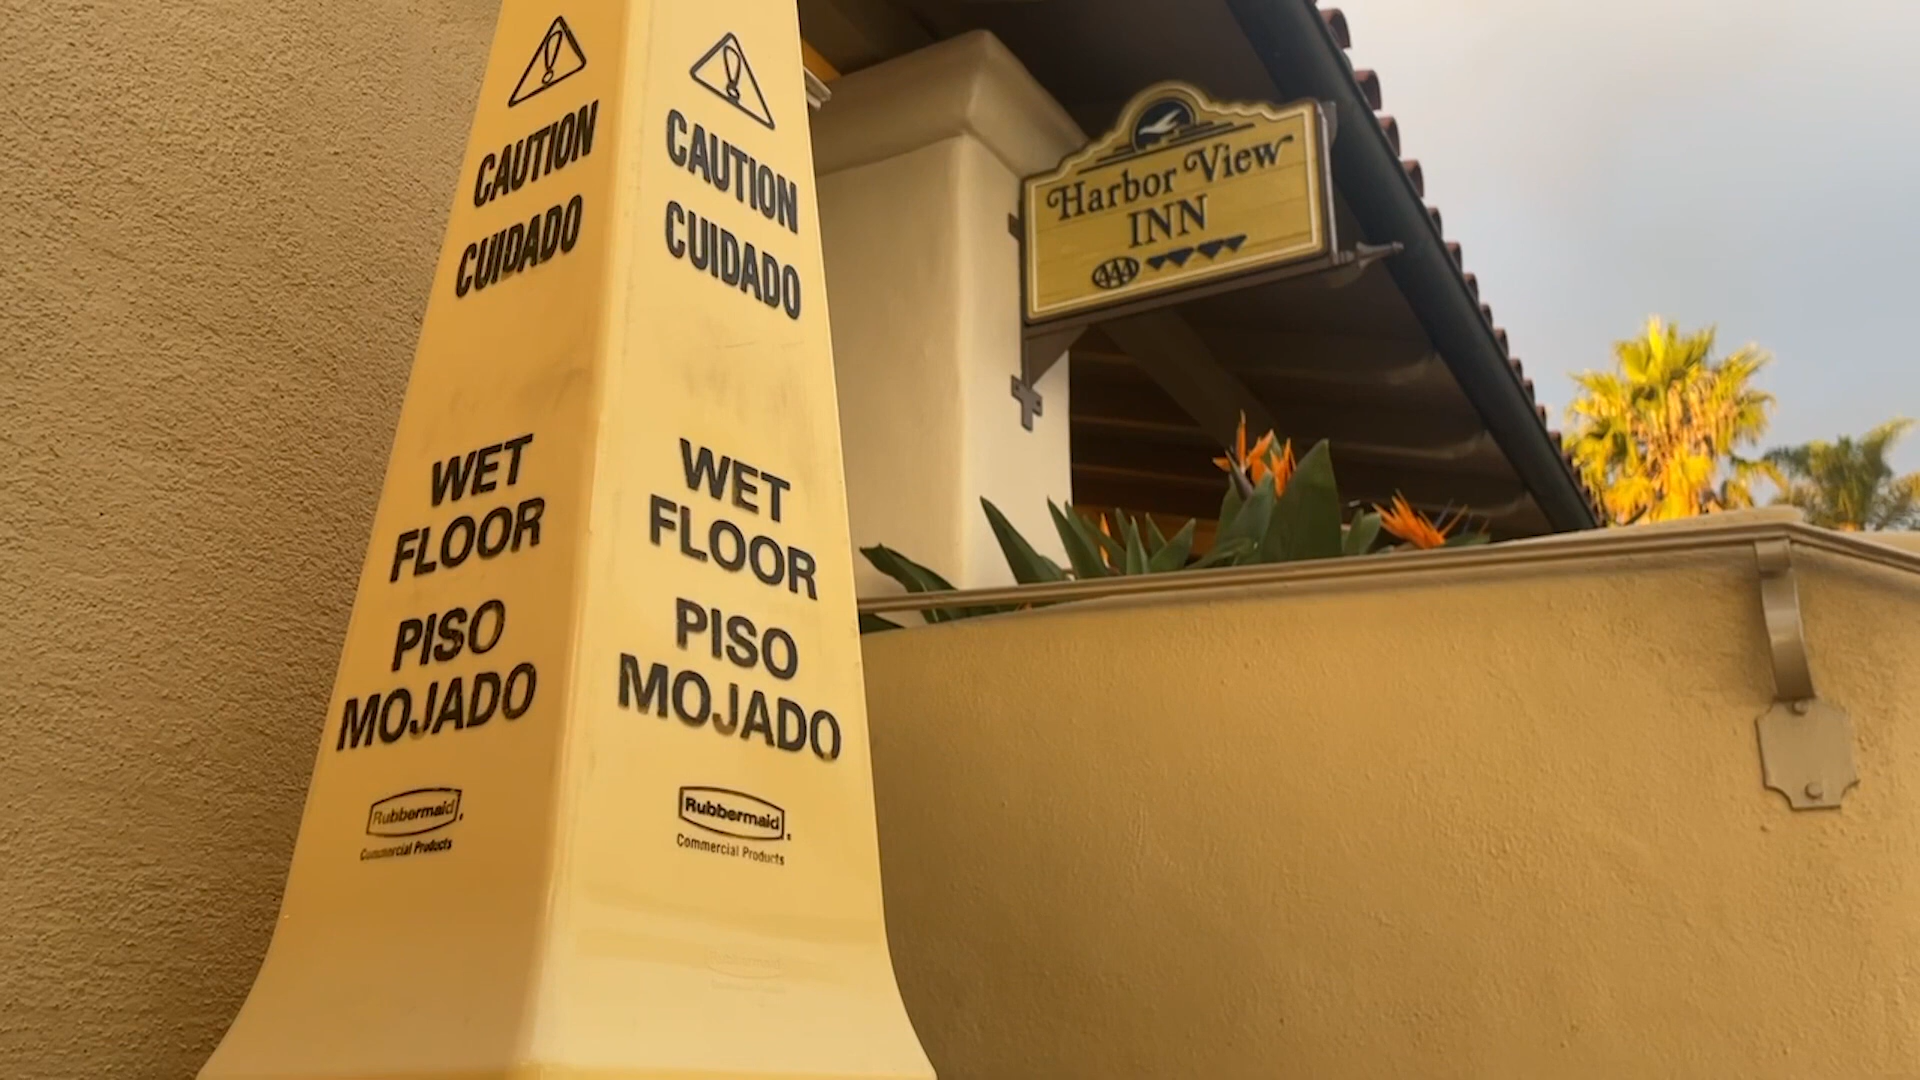 CAUTION
CUIDADO
WET
FLOOR
PISO
MOJADO
Rubbermaid
Commercial Products
CAUTION
CUIDADO
WET
FLOOR
PISO
MOJADO
Rubbermaid
Commercial Products
Harbor View
INN
AAA